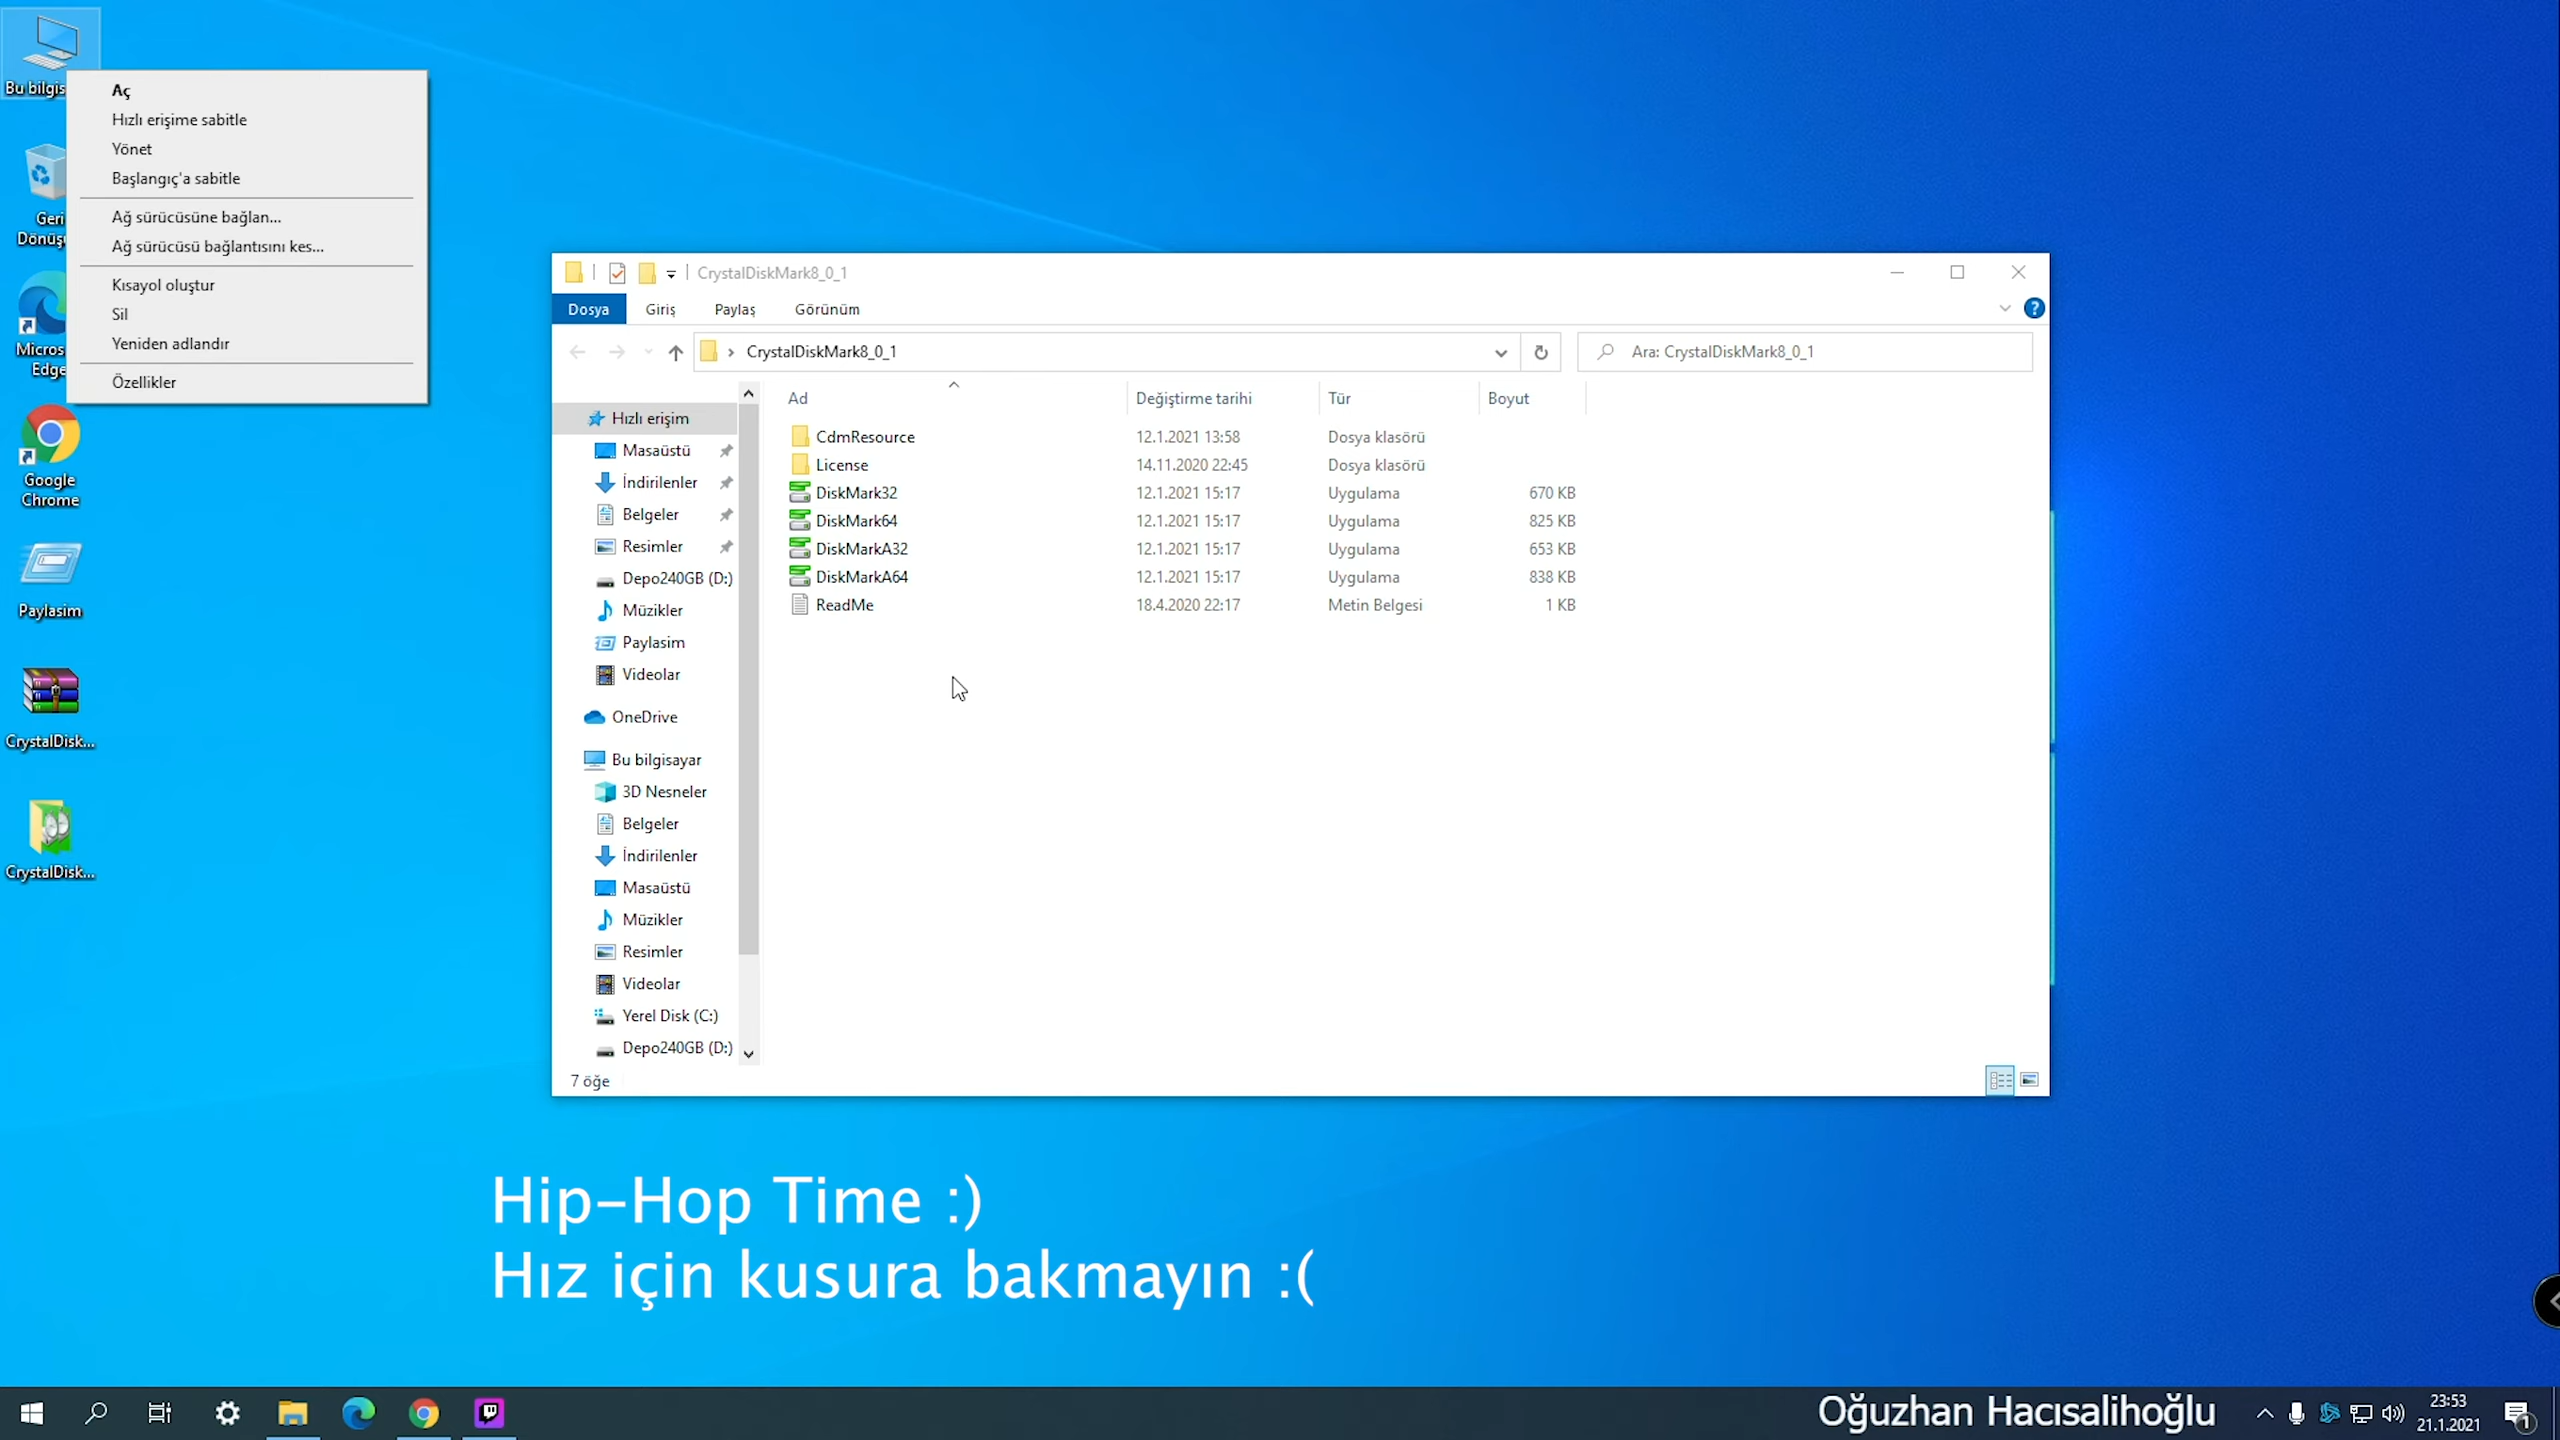 Bu bilgis
Geri
Dönüşü
Micros
Edge
Google
Chrome
Paylasim
CrystalDisk...
CrystalDisk...
Aç
Hızlı erişime sabitle
Yönet
Başlangıç'a sabitle
Ağ sürücüsüne bağlan...
Ağ sürücüsü bağlantısını kes...
Kısayol oluştur
Sil
Yeniden adlandır
Özellikler
CrystalDiskMark8_0_1
Dosya Giriş Paylaş Görünüm
CrystalDiskMark8_0_1 Ara: CrystalDiskMark8_0_1
Hızlı erişim
Masaüstü
İndirilenler
Belgeler
Resimler
Depo240GB (D:)
Müzikler
Paylasim
Videolar
OneDrive
Bu bilgisayar
3D Nesneler
Belgeler
İndirilenler
Masaüstü
Müzikler
Resimler
Videolar
Yerel Disk (C:)
Depo240GB (D:)
Ad Değiştirme tarihi Tür Boyut
CdmResource 12.1.2021 13:58 Dosya klasörü
License 14.11.2020 22:45 Dosya klasörü
DiskMark32 12.1.2021 15:17 Uygulama 670 KB
DiskMark64 12.1.2021 15:17 Uygulama 825 KB
DiskMarkA32 12.1.2021 15:17 Uygulama 653 KB
DiskMarkA64 12.1.2021 15:17 Uygulama 838 KB
ReadMe 18.4.2020 22:17 Metin Belgesi 1 KB
7 öğe
Hip-Hop Time :)
Hız için kusura bakmayın :(
Oğuzhan Hacısalihoğlu
23:53
21.1.2021
1